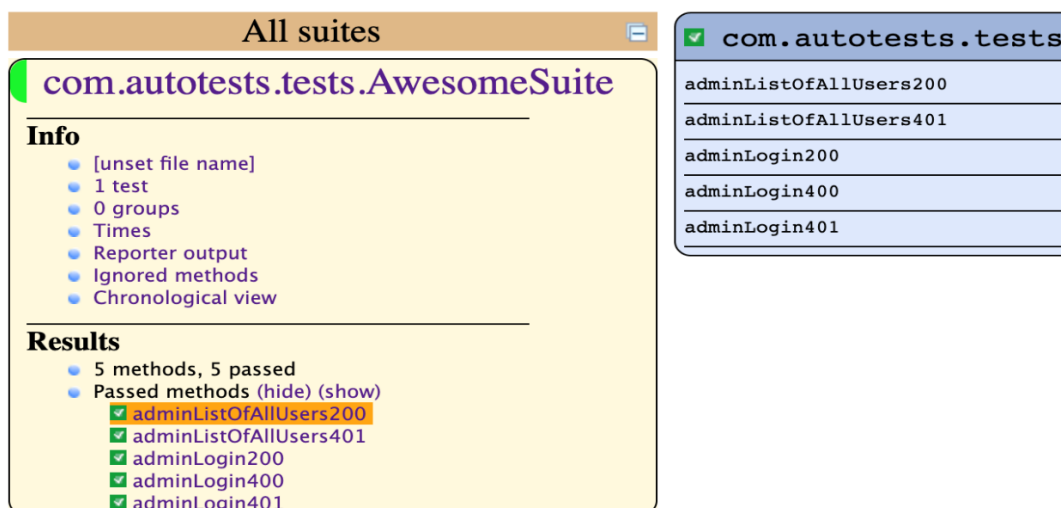 All suites
com.autotests.tests.AwesomeSuite
Info
[unset file name]
1 test
0 groups
Times
Reporter output
Ignored methods
Chronological view
Results
5 methods, 5 passed
Passed methods (hide) (show)
adminListOfAllUsers200
adminListOfAllUsers401
adminLogin200
adminLogin400
adminLogin401
com.autotests.tests
adminListOfAllUsers200
adminListOfAllUsers401
adminLogin200
adminLogin400
adminLogin401